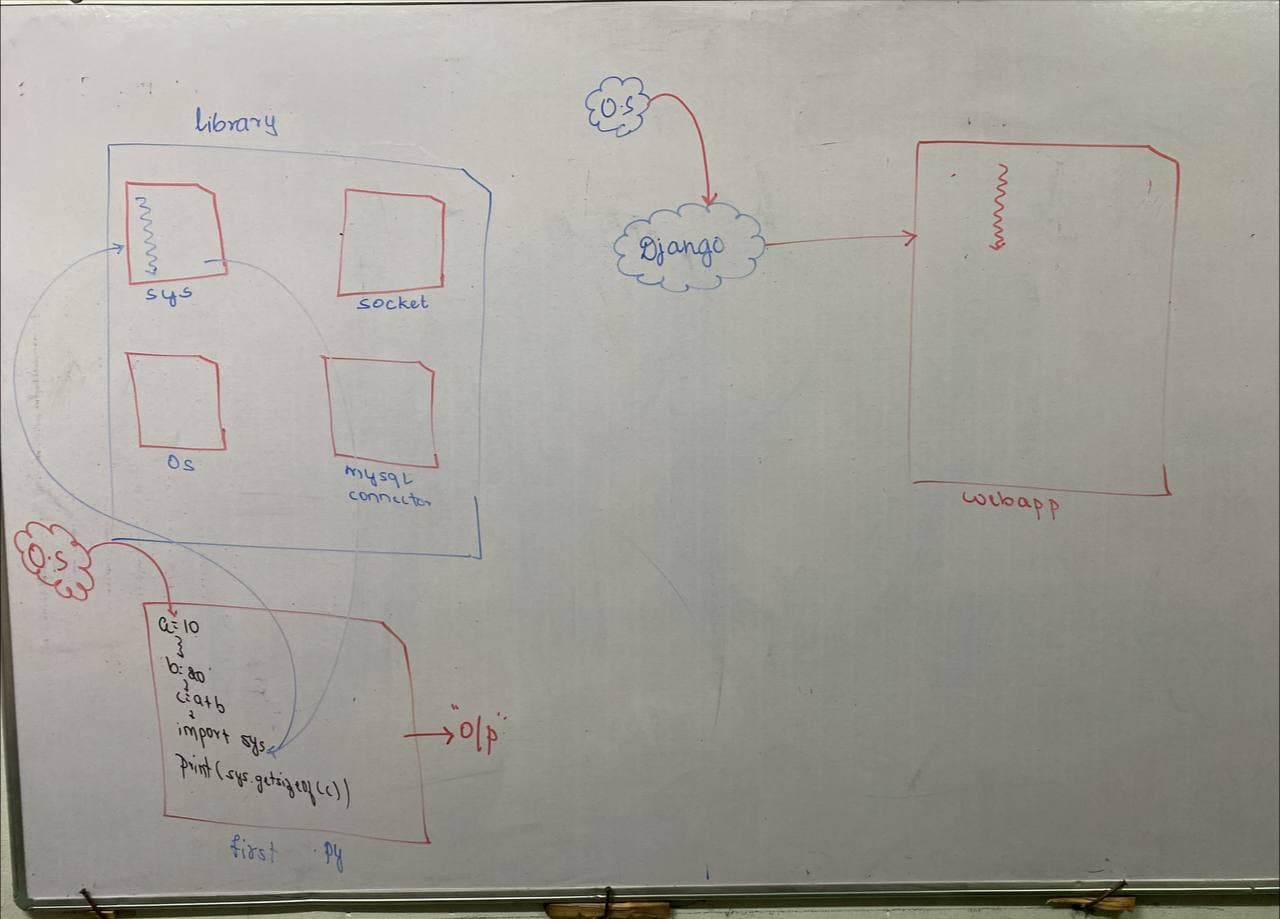 Library
sys
socket
os
mysql
connector
O.S
a=10
b=20
c=a+b
import sys
print(sys.getsizeof(c))
"O/p"
first .py
O.S
Django
webapp